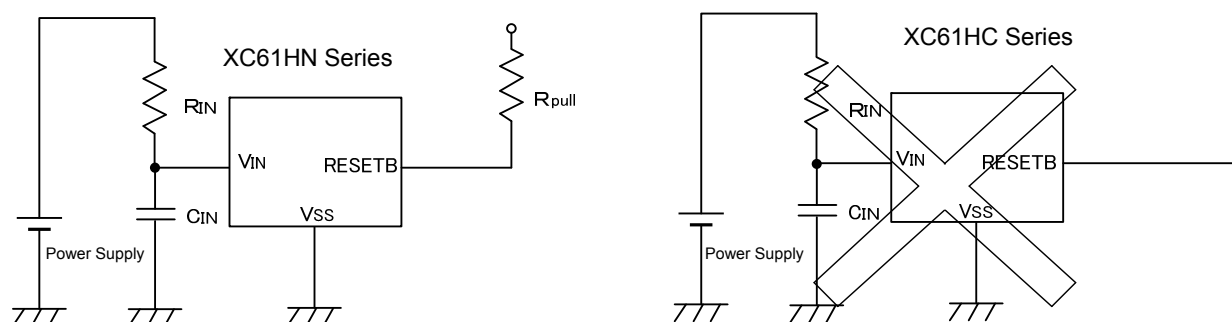 XC61HN Series
RIN
Rpull
VIN
RESETB
CIN
VSS
Power Supply
XC61HC Series
RIN
VIN
RESETB
CIN
VSS
Power Supply